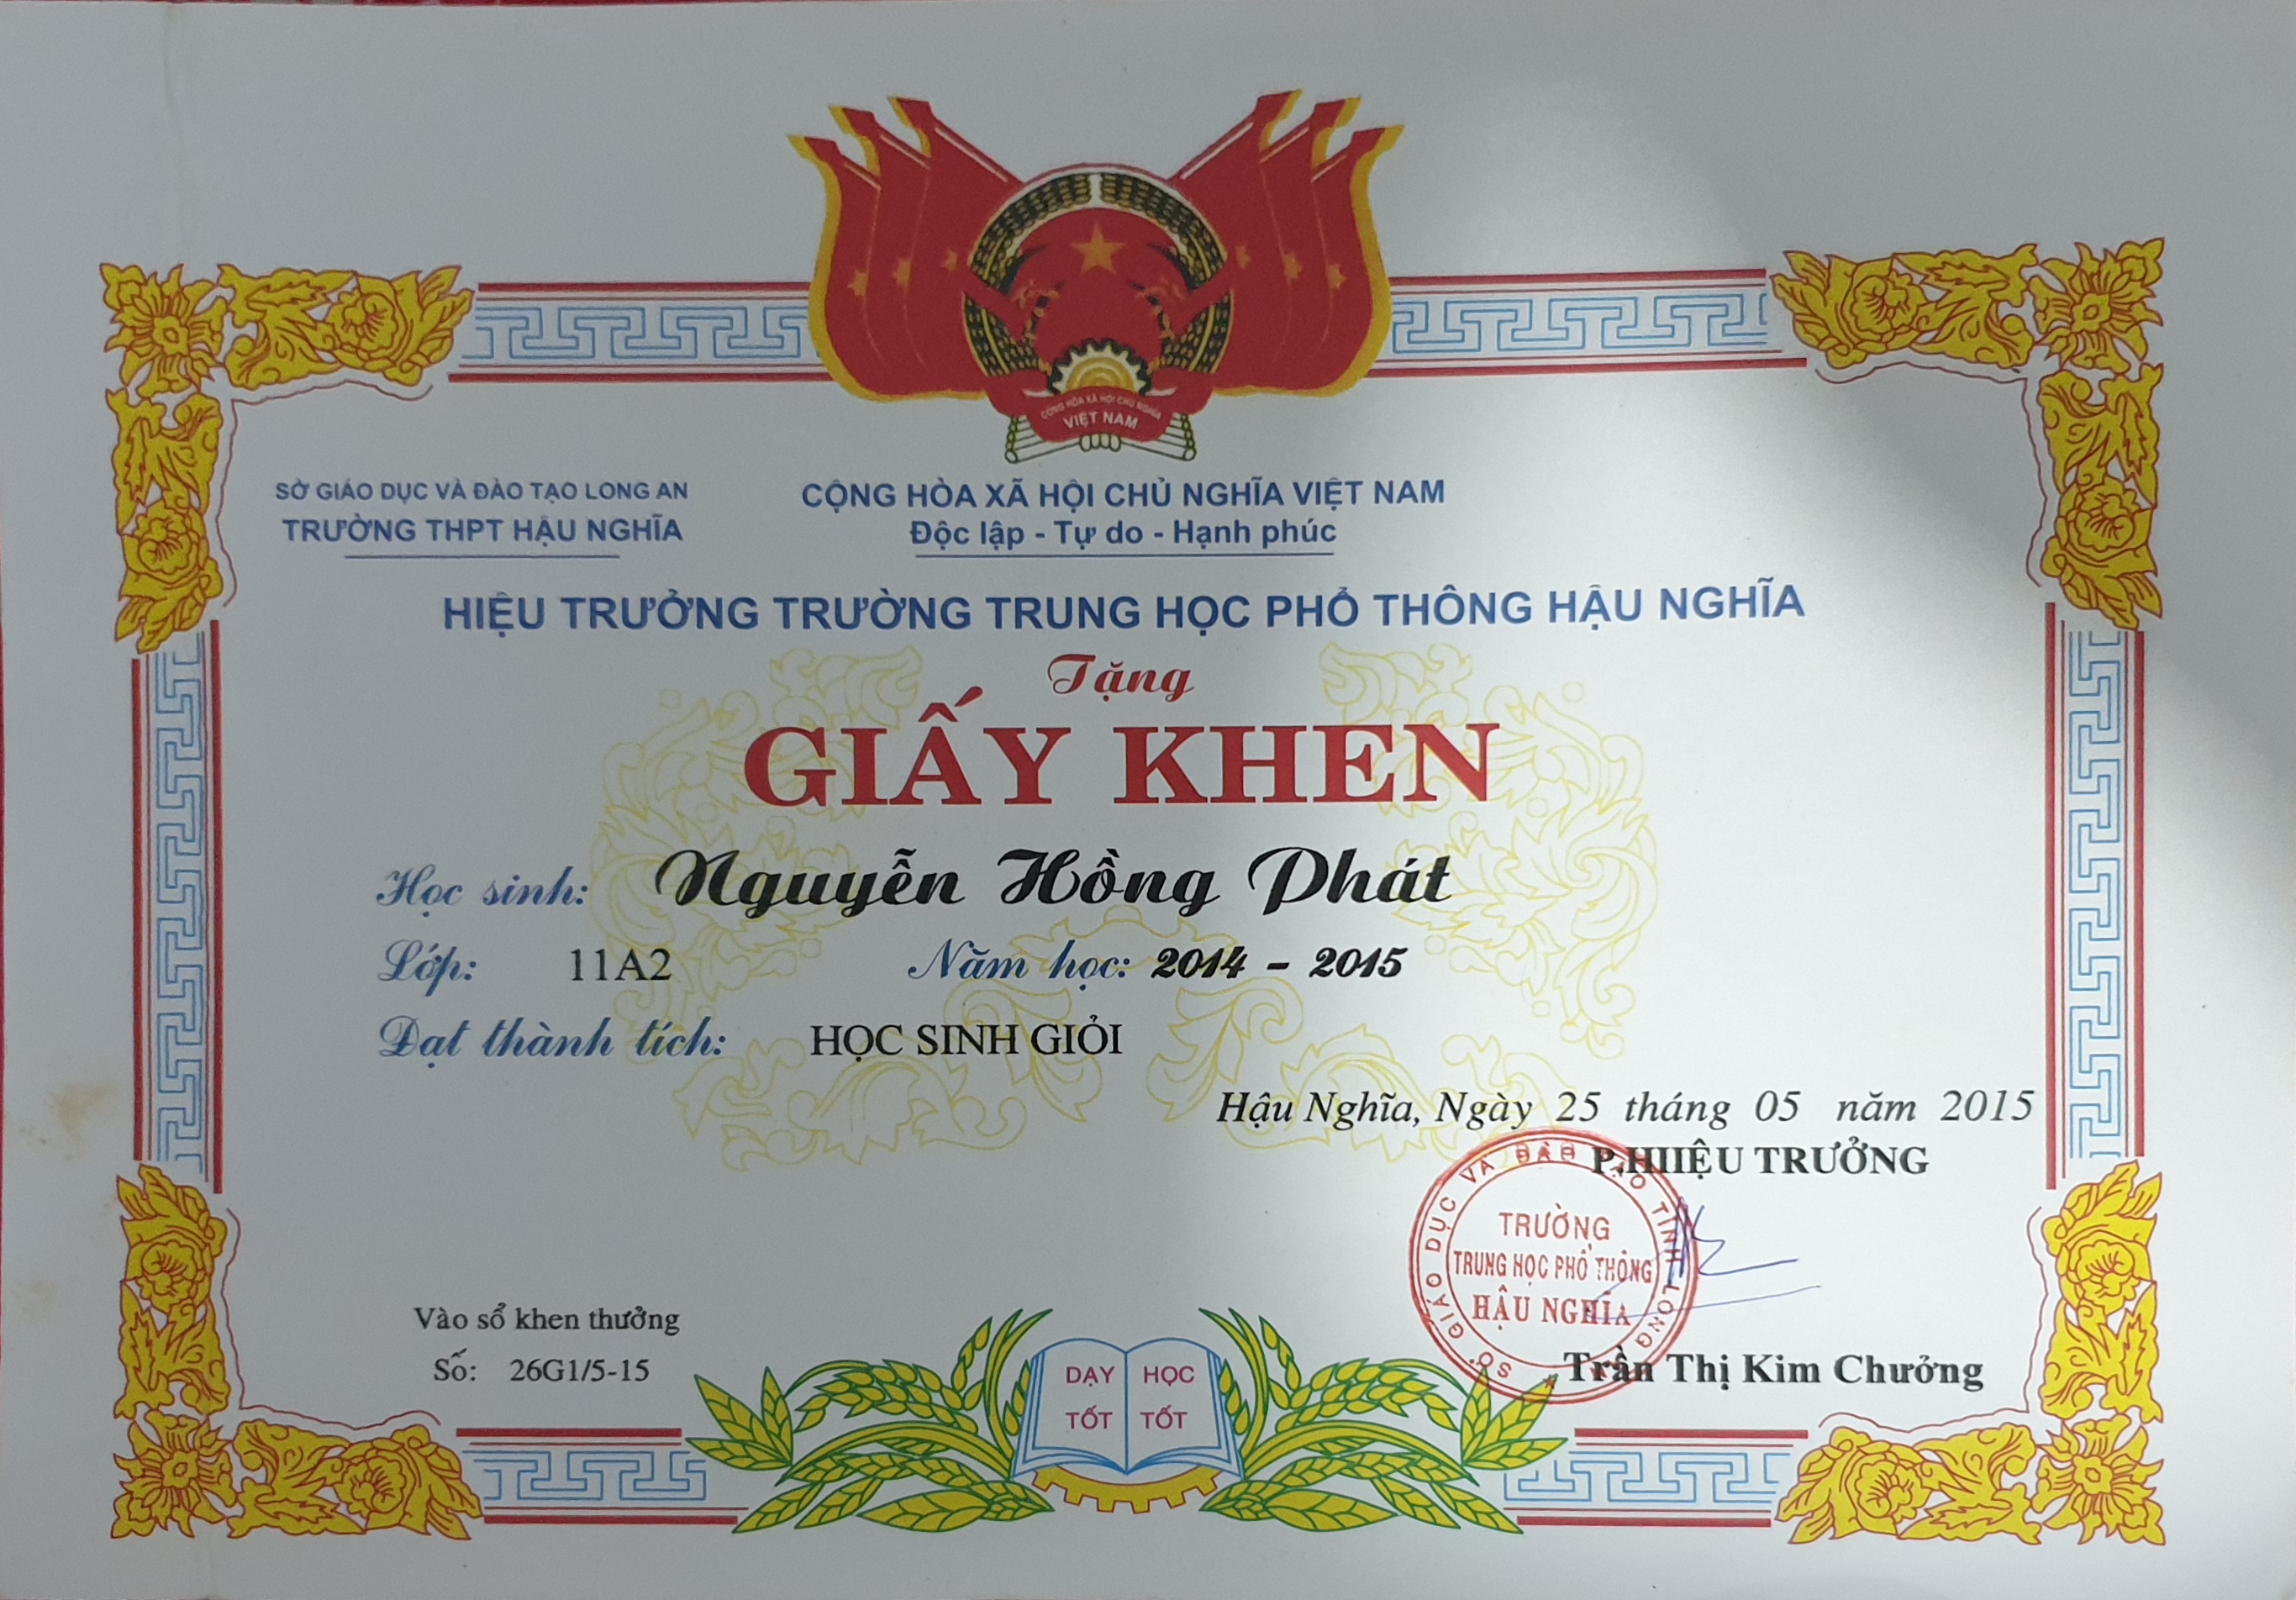 CỘNG HÒA XÃ HỘI CHỦ NGHĨA
VIỆT NAM
SỞ GIÁO DỤC VÀ ĐÀO TẠO LONG AN
TRƯỜNG THPT HẬU NGHĨA
CỘNG HÒA XÃ HỘI CHỦ NGHĨA VIỆT NAM
Độc lập - Tự do - Hạnh phúc
HIỆU TRƯỞNG TRƯỜNG TRUNG HỌC PHỔ THÔNG HẬU NGHĨA
Tặng
GIẤY KHEN
Học sinh: Nguyễn Hồng Phát
Lớp: 11A2 Năm học: 2014 - 2015
Đạt thành tích: HỌC SINH GIỎI
Hậu Nghĩa, Ngày 25 tháng 05 năm 2015
P.HIIỆU TRƯỞNG
SỞ GIÁO DỤC VÀ ĐÀO TẠO TỈNH LONG AN
TRƯỜNG
TRUNG HỌC PHỔ THÔNG
HẬU NGHĨA
Trần Thị Kim Chưởng
Vào sổ khen thưởng
Số: 26G1/5-15
DẠY TỐT
HỌC TỐT